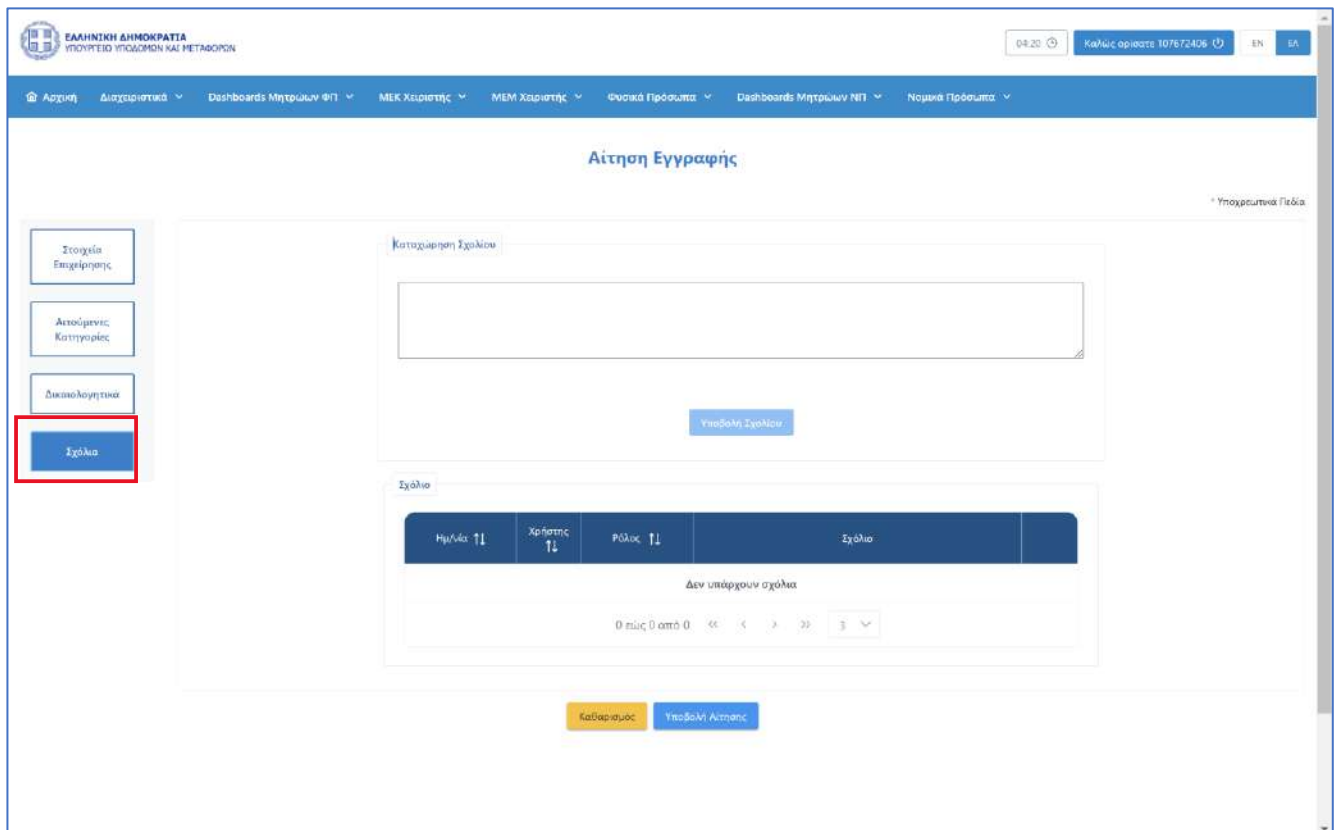 ΕΛΛΗΝΙΚΗ ΔΗΜΟΚΡΑΤΙΑ
ΥΠΟΥΡΓΕΙΟ ΥΠΟΔΟΜΩΝ ΚΑΙ ΜΕΤΑΦΟΡΩΝ
04:20
Καλώς ορίσατε 107672406
EN
ΕΛ
Αρχική Διαχειριστικά Dashboards Μητρώων ΦΠ ΜΕΚ Χειριστής ΜΕΜ Χειριστής Φυσικά Πρόσωπα Dashboards Μητρώων ΝΠ Νομικά Πρόσωπα
Αίτηση Εγγραφής
* Υποχρεωτικά Πεδία
Στοιχεία
Επιχείρησης
Αιτούμενες
Κατηγορίες
Δικαιολογητικά
Σχόλια
Καταχώρηση Σχολίου
Υποβολή Σχολίου
Σχόλιο
Ημ/νία Χρήστης Ρόλος Σχόλιο
Δεν υπάρχουν σχόλια
0 εώς 0 από 0 « ‹ › » 3
Καθαρισμός Υποβολή Αίτησης